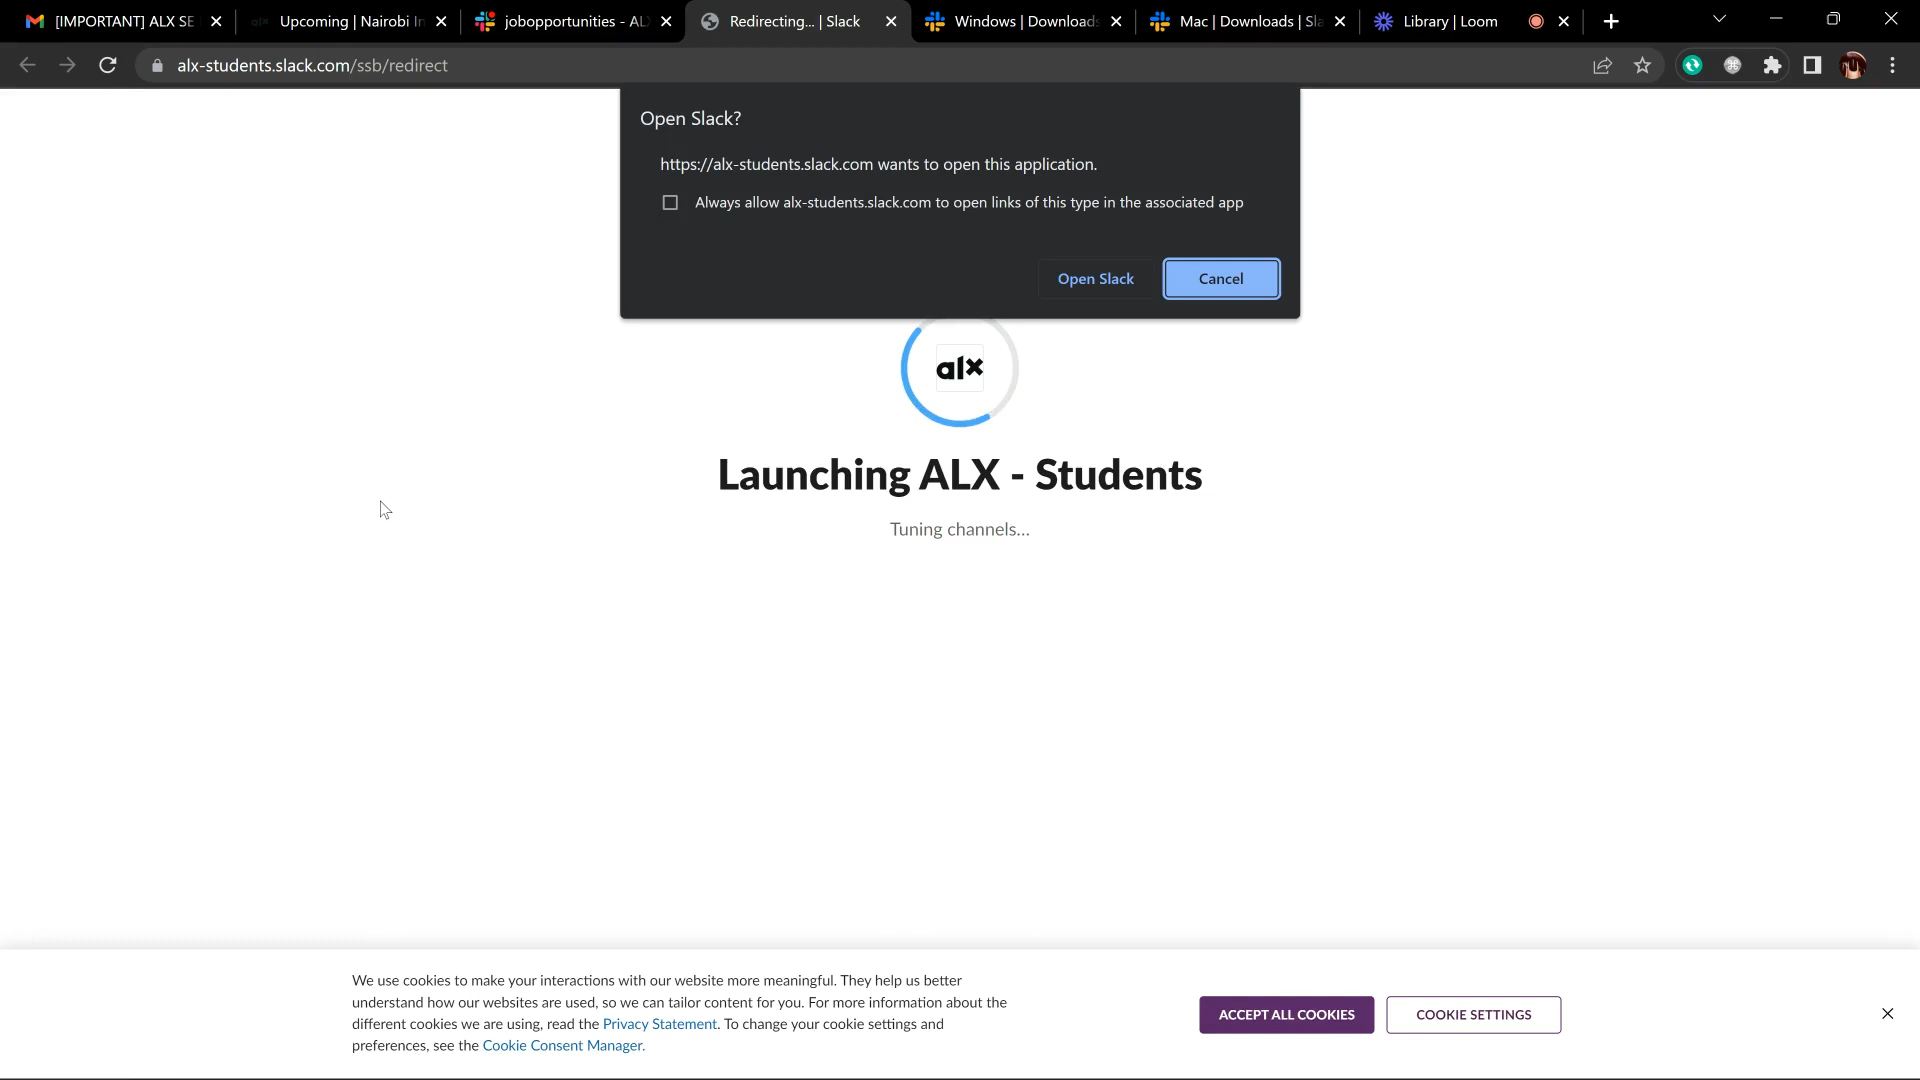 [IMPORTANT] ALX SE
Upcoming | Nairobi In
jobopportunities - AL
Redirecting... | Slack
Windows | Downloads
Mac | Downloads | Sla
Library | Loom
alx-students.slack.com/ssb/redirect
Open Slack?
https://alx-students.slack.com wants to open this application.
Always allow alx-students.slack.com to open links of this type in the associated app
Open Slack
Cancel
alx
Launching ALX - Students
Tuning channels...
We use cookies to make your interactions with our website more meaningful. They help us better
understand how our websites are used, so we can tailor content for you. For more information about the
different cookies we are using, read the Privacy Statement. To change your cookie settings and
preferences, see the Cookie Consent Manager.
ACCEPT ALL COOKIES
COOKIE SETTINGS